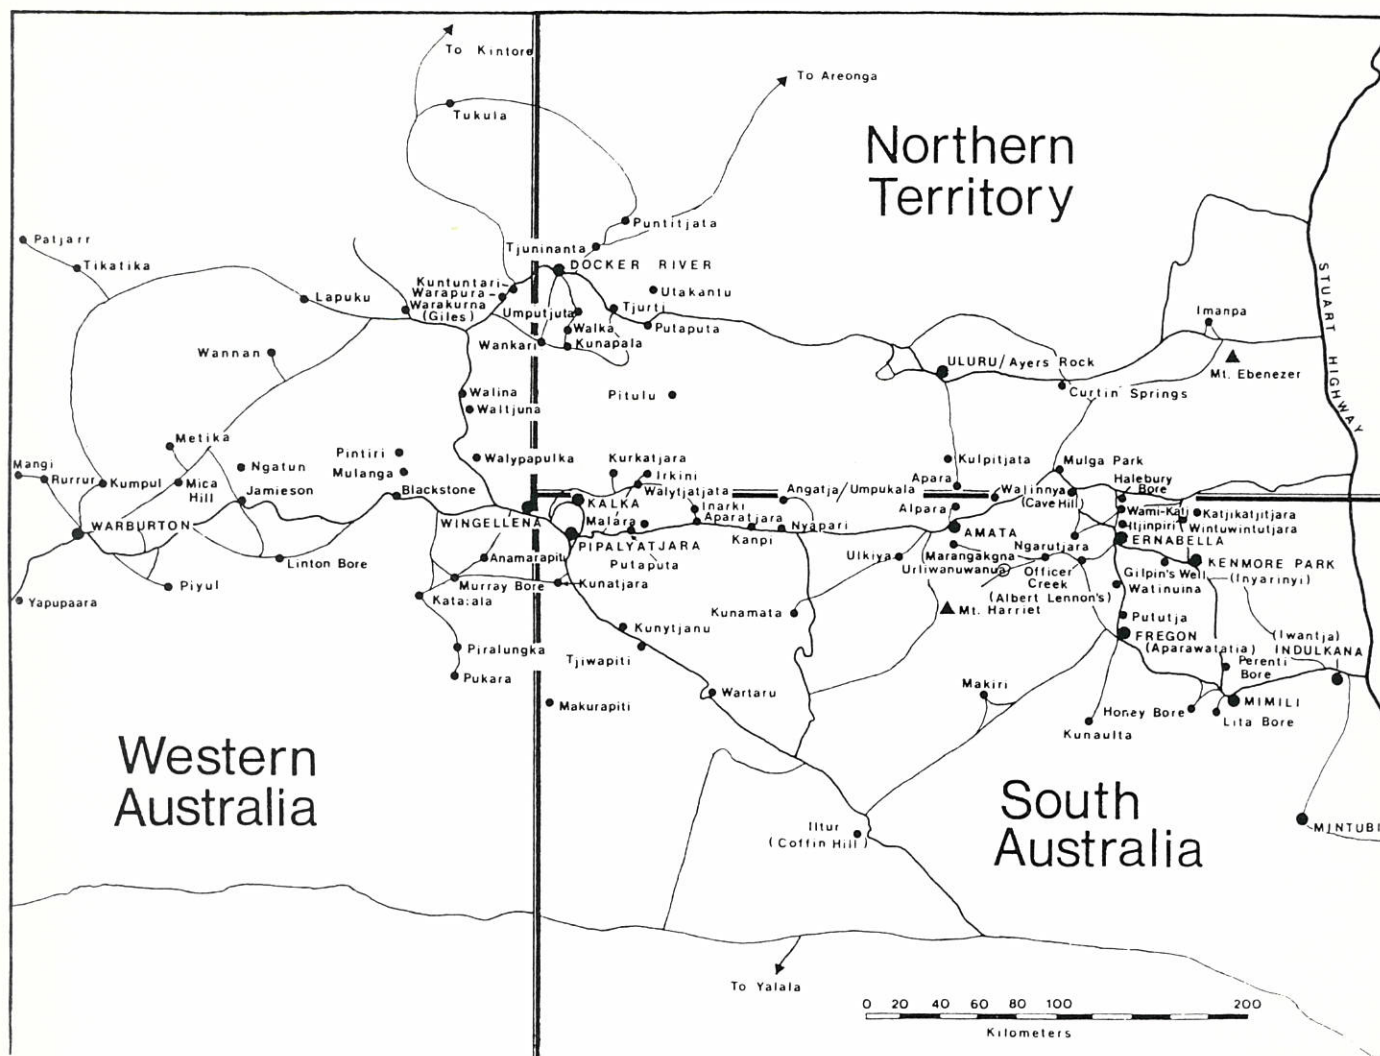 To Kintore
To Areonga
Tukula
Northern
Territory
Puntitjata
Patjarr
Tjuninanta
Tikatika
DOCKER RIVER
STUART HIGHWAY
Kuntuntari
Warapura
Utakantu
Lapuku
Warakurna
(Giles)
Umputjuta
Tjurti
Imanpa
Walka
Putaputa
Wankari
Kunapala
Wannan
ULURU/Ayers Rock
Mt. Ebenezer
Walina
Pitulu
Curtin Springs
Waltjuna
Metika
Pintiri
Kurkatjara
Mangi
Ngatun
Walypapulka
Kulpitjata
Mulga Park
Rurrur
Kumpul
Mica
Hill
Mulanga
Irkini
Apara
Halebury
Bore
Jamieson
Blackstone
KALKA
Walytjatjata
Angatja/Umpukala
Walinnya
(Cave Hill)
WARBURTON
WINGELLENA
Malara
Inarki
Aparatjara
Nyapari
Alpara
Wami-Kati
Katjikatjitjara
Kanpi
AMATA
Itjinpiri
Wintuwintutjara
PIPALYATJARA
ERNABELLA
Putaputa
Ulkiya
Marangakgna
Ngarutjara
Anamarapiti
Linton Bore
Urliwanuwanua
Officer
Creek
(Albert Lennon's)
Gilpin's Well
KENMORE PARK
(Inyarinyi)
Piyul
Murray Bore
Kunatjara
Watinuina
Yapupaara
Kata:ala
Kunamata
Mt. Harriet
Pututja
Kunytjanu
FREGON
(Aparawatatia)
(Iwantja)
INDULKANA
Piralungka
Tjiwapiti
Perenti
Bore
Pukara
Wartaru
Makiri
Makurapiti
Honey Bore
MIMILI
Lita Bore
Kunaulta
Western
Australia
South
Australia
Iltur
(Coffin Hill)
MINTUBI
To Yalala
0 20 40 60 80 100 200
Kilometers